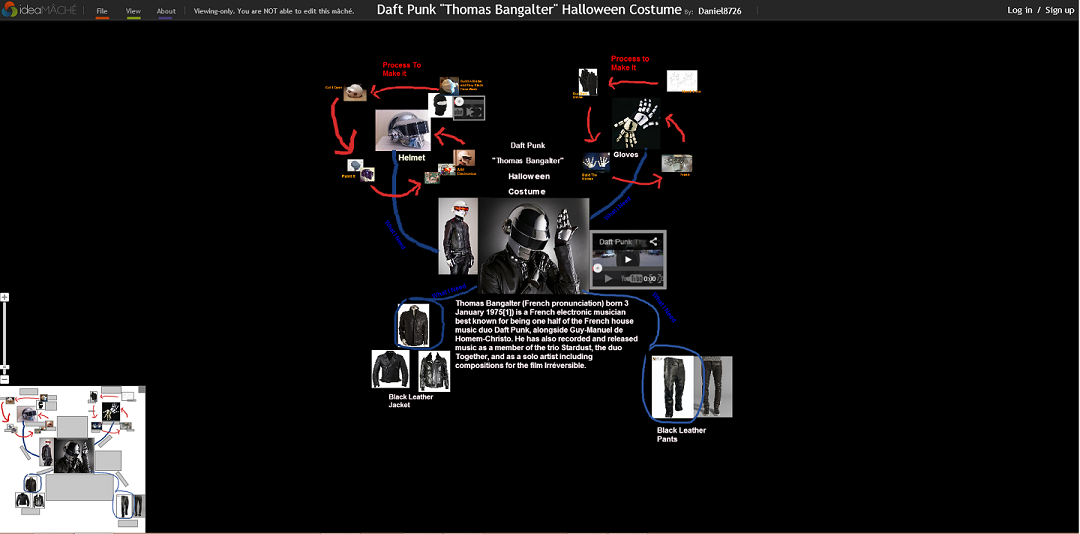 ideaMÂCHÉ
File
View
About
Viewing-only. You are NOT able to edit this mâché.
Daft Punk "Thomas Bangalter" Halloween Costume By: Daniel8726
Log in / Sign up
Process To
Make it
Process to
Make it
Helmet
Gloves
Daft Punk
"Thomas Bangalter"
Halloween
Costume
Daft Punk
YouTube
0:00
Thomas Bangalter (French pronunciation) born 3
January 1975[1]) is a French electronic musician
best known for being one half of the French house
music duo Daft Punk, alongside Guy-Manuel de
Homem-Christo. He has also recorded and released
music as a member of the trio Stardust, the duo
Together, and as a solo artist including
compositions for the film Irréversible.
Black Leather
Jacket
Black Leather
Pants